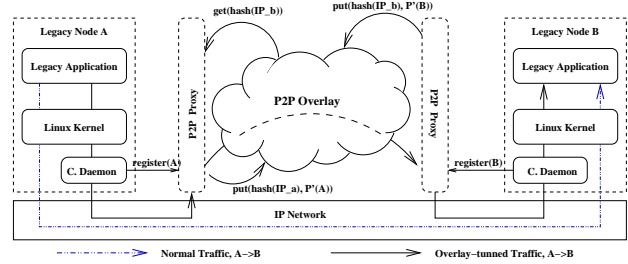 get(hash(IP_b)
put(hash(IP_b), P'(B)
Legacy Node A
Legacy Node B
Legacy Application
Legacy Application
P2P Proxy
P2P Overlay
P2P Proxy
Linux Kernel
Linux Kernel
C. Daemon
register(A)
register(B)
C. Daemon
put(hash(IP_a), P'(A))
IP Network
Normal Traffic, A->B
Overlay-tunned Traffic, A->B